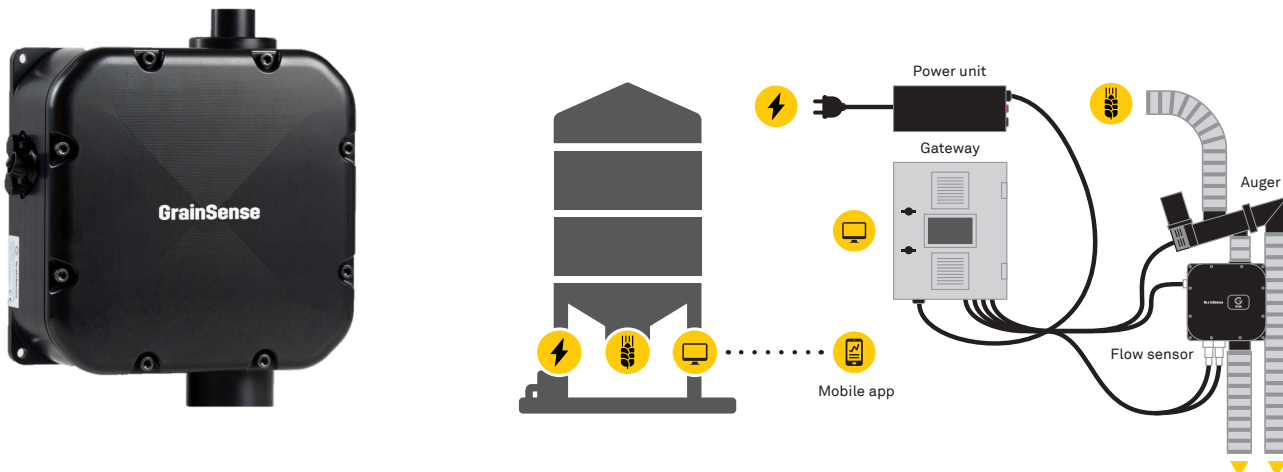 GrainSense
Power unit
Gateway
Auger
Flow sensor
Mobile app